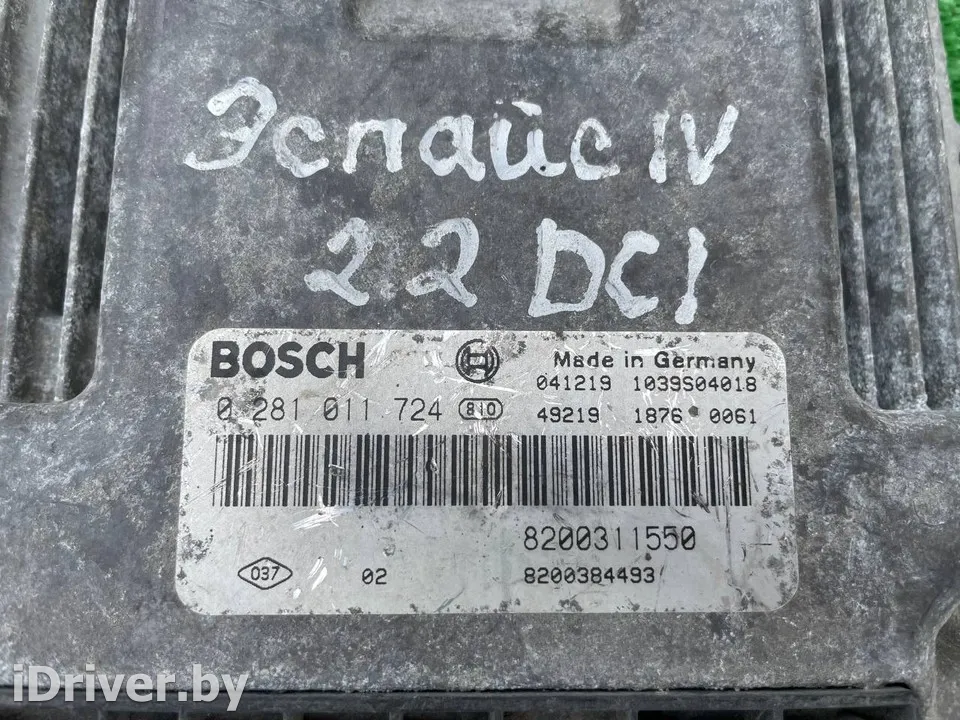 Эспайс IV
2.2 DCI
BOSCH Made in Germany
041219 1039S04018
0 281 011 724 810 49219 1876 0061
8200311550
037 02 8200384493
iDriver.by